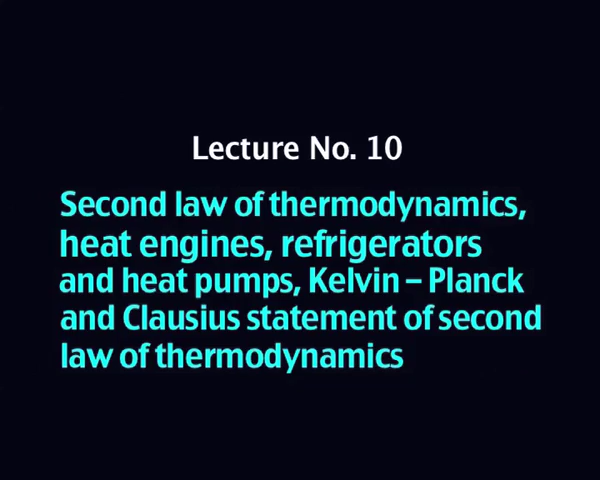 Lecture No. 10
Second law of thermodynamics,
heat engines, refrigerators
and heat pumps, Kelvin – Planck
and Clausius statement of second
law of thermodynamics